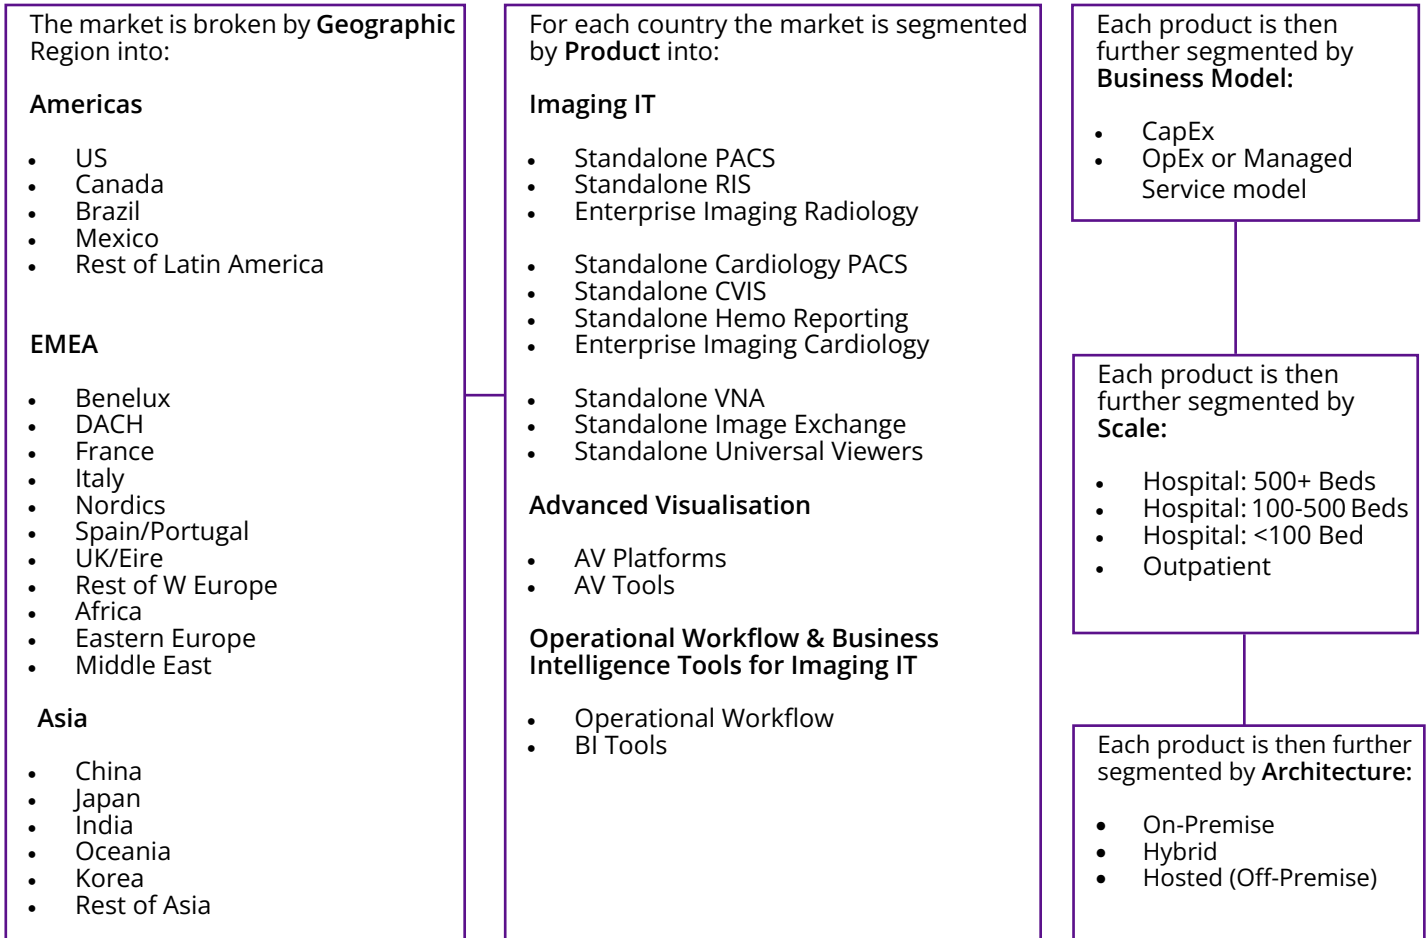 The market is broken by Geographic
Region into:
Americas
• US
• Canada
• Brazil
• Mexico
• Rest of Latin America
EMEA
• Benelux
• DACH
• France
• Italy
• Nordics
• Spain/Portugal
• UK/Eire
• Rest of W Europe
• Africa
• Eastern Europe
• Middle East
Asia
• China
• Japan
• India
• Oceania
• Korea
• Rest of Asia
For each country the market is segmented
by Product into:
Imaging IT
• Standalone PACS
• Standalone RIS
• Enterprise Imaging Radiology
• Standalone Cardiology PACS
• Standalone CVIS
• Standalone Hemo Reporting
• Enterprise Imaging Cardiology
• Standalone VNA
• Standalone Image Exchange
• Standalone Universal Viewers
Advanced Visualisation
• AV Platforms
• AV Tools
Operational Workflow & Business
Intelligence Tools for Imaging IT
• Operational Workflow
• BI Tools
Each product is then
further segmented by
Business Model:
• CapEx
• OpEx or Managed
Service model
Each product is then
further segmented by
Scale:
• Hospital: 500+ Beds
• Hospital: 100-500 Beds
• Hospital: <100 Bed
• Outpatient
Each product is then further
segmented by Architecture:
• On-Premise
• Hybrid
• Hosted (Off-Premise)